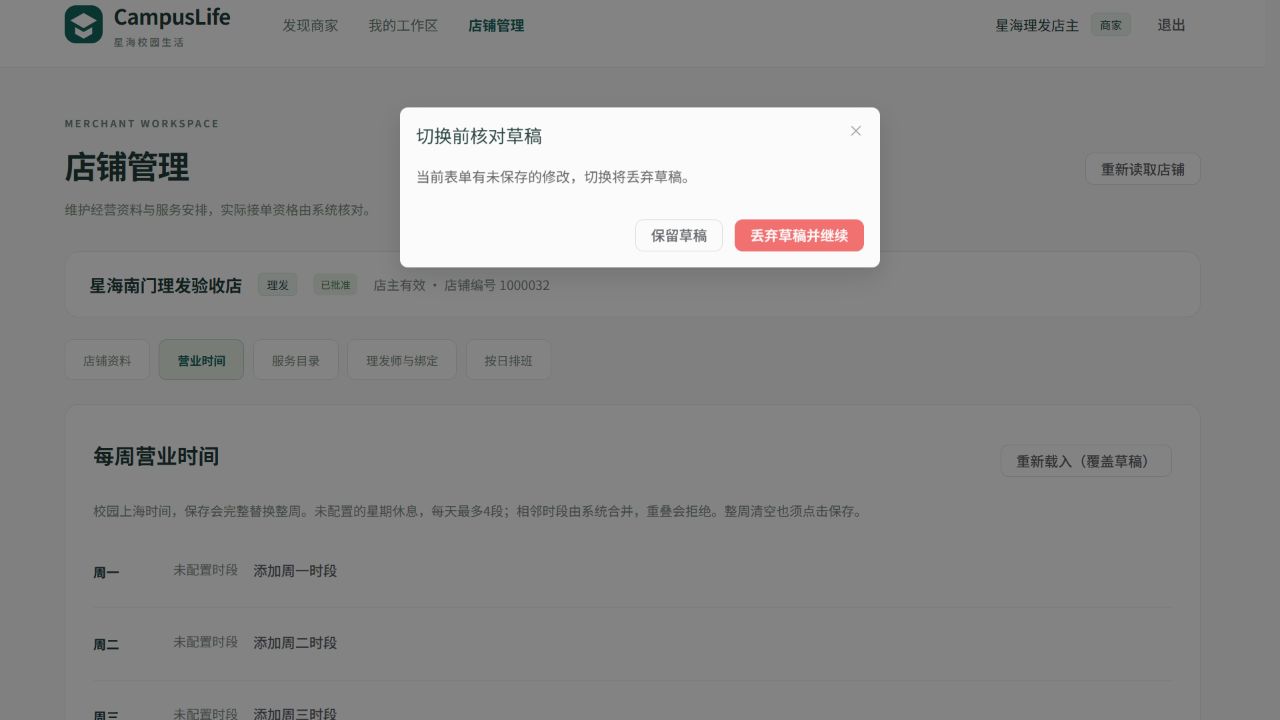 CampusLife
星海校园生活
发现商家
我的工作区
店铺管理
星海理发店主
商家
退出
MERCHANT WORKSPACE
店铺管理
维护经营资料与服务安排，实际接单资格由系统核对。
重新读取店铺
切换前核对草稿
当前表单有未保存的修改，切换将丢弃草稿。
保留草稿
丢弃草稿并继续
星海南门理发验收店
理发
已批准
店主有效 · 店铺编号 1000032
店铺资料
营业时间
服务目录
理发师与绑定
按日排班
每周营业时间
重新载入（覆盖草稿）
校园上海时间，保存会完整替换整周。未配置的星期休息，每天最多4段；相邻时段由系统合并，重叠会拒绝。整周清空也须点击保存。
周一
未配置时段
添加周一时段
周二
未配置时段
添加周二时段
周三
未配置时段
添加周三时段